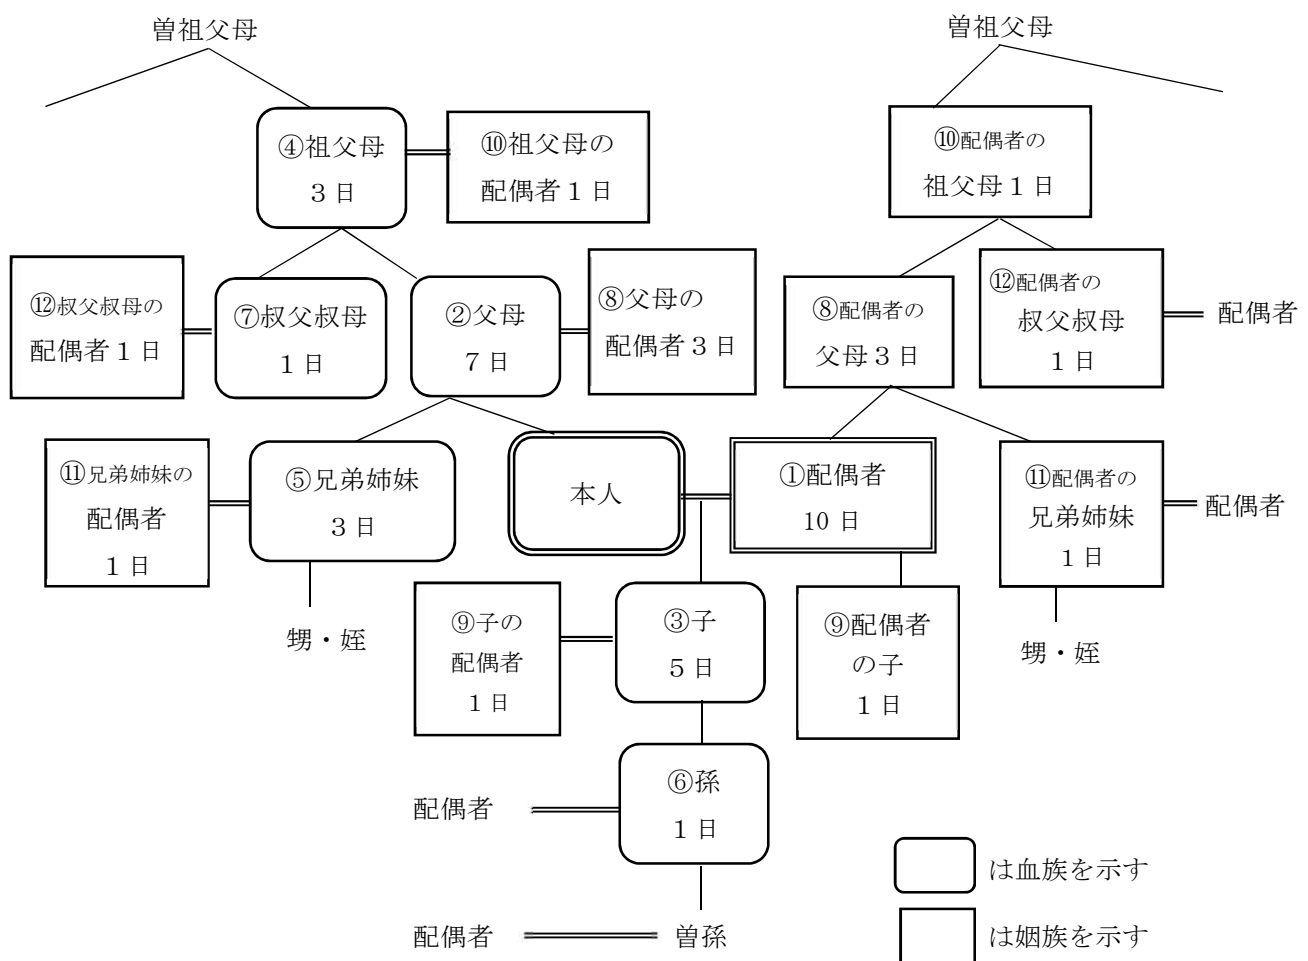 曽祖父母
曽祖父母
④祖父母
3日
⑩祖父母の
配偶者1日
⑩配偶者の
祖父母1日
⑫叔父叔母の
配偶者1日
⑦叔父叔母
1日
②父母
7日
⑧父母の
配偶者3日
⑧配偶者の
父母3日
⑫配偶者の
叔父叔母
1日
配偶者
⑪兄弟姉妹の
配偶者
1日
⑤兄弟姉妹
3日
本人
①配偶者
10日
⑪配偶者の
兄弟姉妹
1日
配偶者
甥・姪
⑨子の
配偶者
1日
③子
5日
⑨配偶者
の子
1日
甥・姪
配偶者
⑥孫
1日
は血族を示す
配偶者
曽孫
は姻族を示す